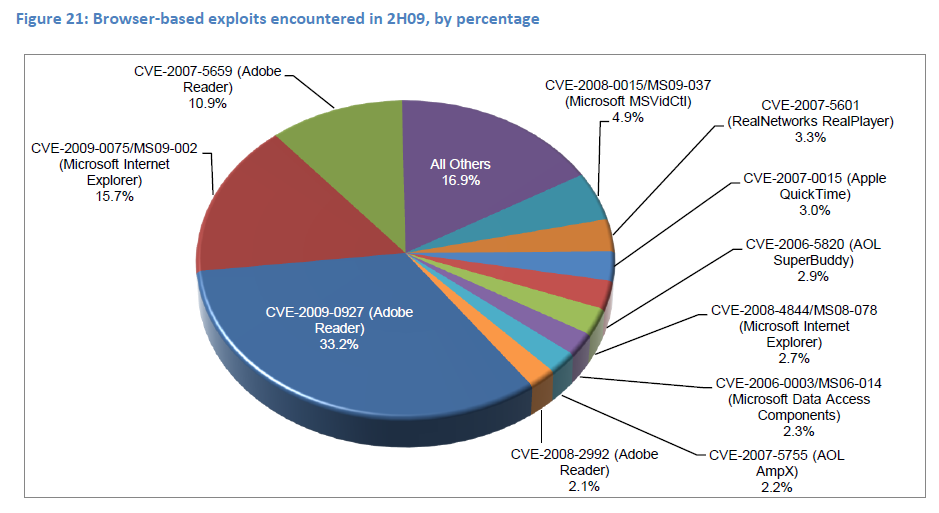 Figure 21: Browser-based exploits encountered in 2H09, by percentage
CVE-2007-5659 (Adobe
Reader)
10.9%
CVE-2008-0015/MS09-037
(Microsoft MSVidCtl)
4.9%
CVE-2007-5601
(RealNetworks RealPlayer)
3.3%
CVE-2009-0075/MS09-002
(Microsoft Internet
Explorer)
15.7%
All Others
16.9%
CVE-2007-0015 (Apple
QuickTime)
3.0%
CVE-2006-5820 (AOL
SuperBuddy)
2.9%
CVE-2009-0927 (Adobe
Reader)
33.2%
CVE-2008-4844/MS08-078
(Microsoft Internet
Explorer)
2.7%
CVE-2006-0003/MS06-014
(Microsoft Data Access
Components)
2.3%
CVE-2008-2992 (Adobe
Reader)
2.1%
CVE-2007-5755 (AOL
AmpX)
2.2%